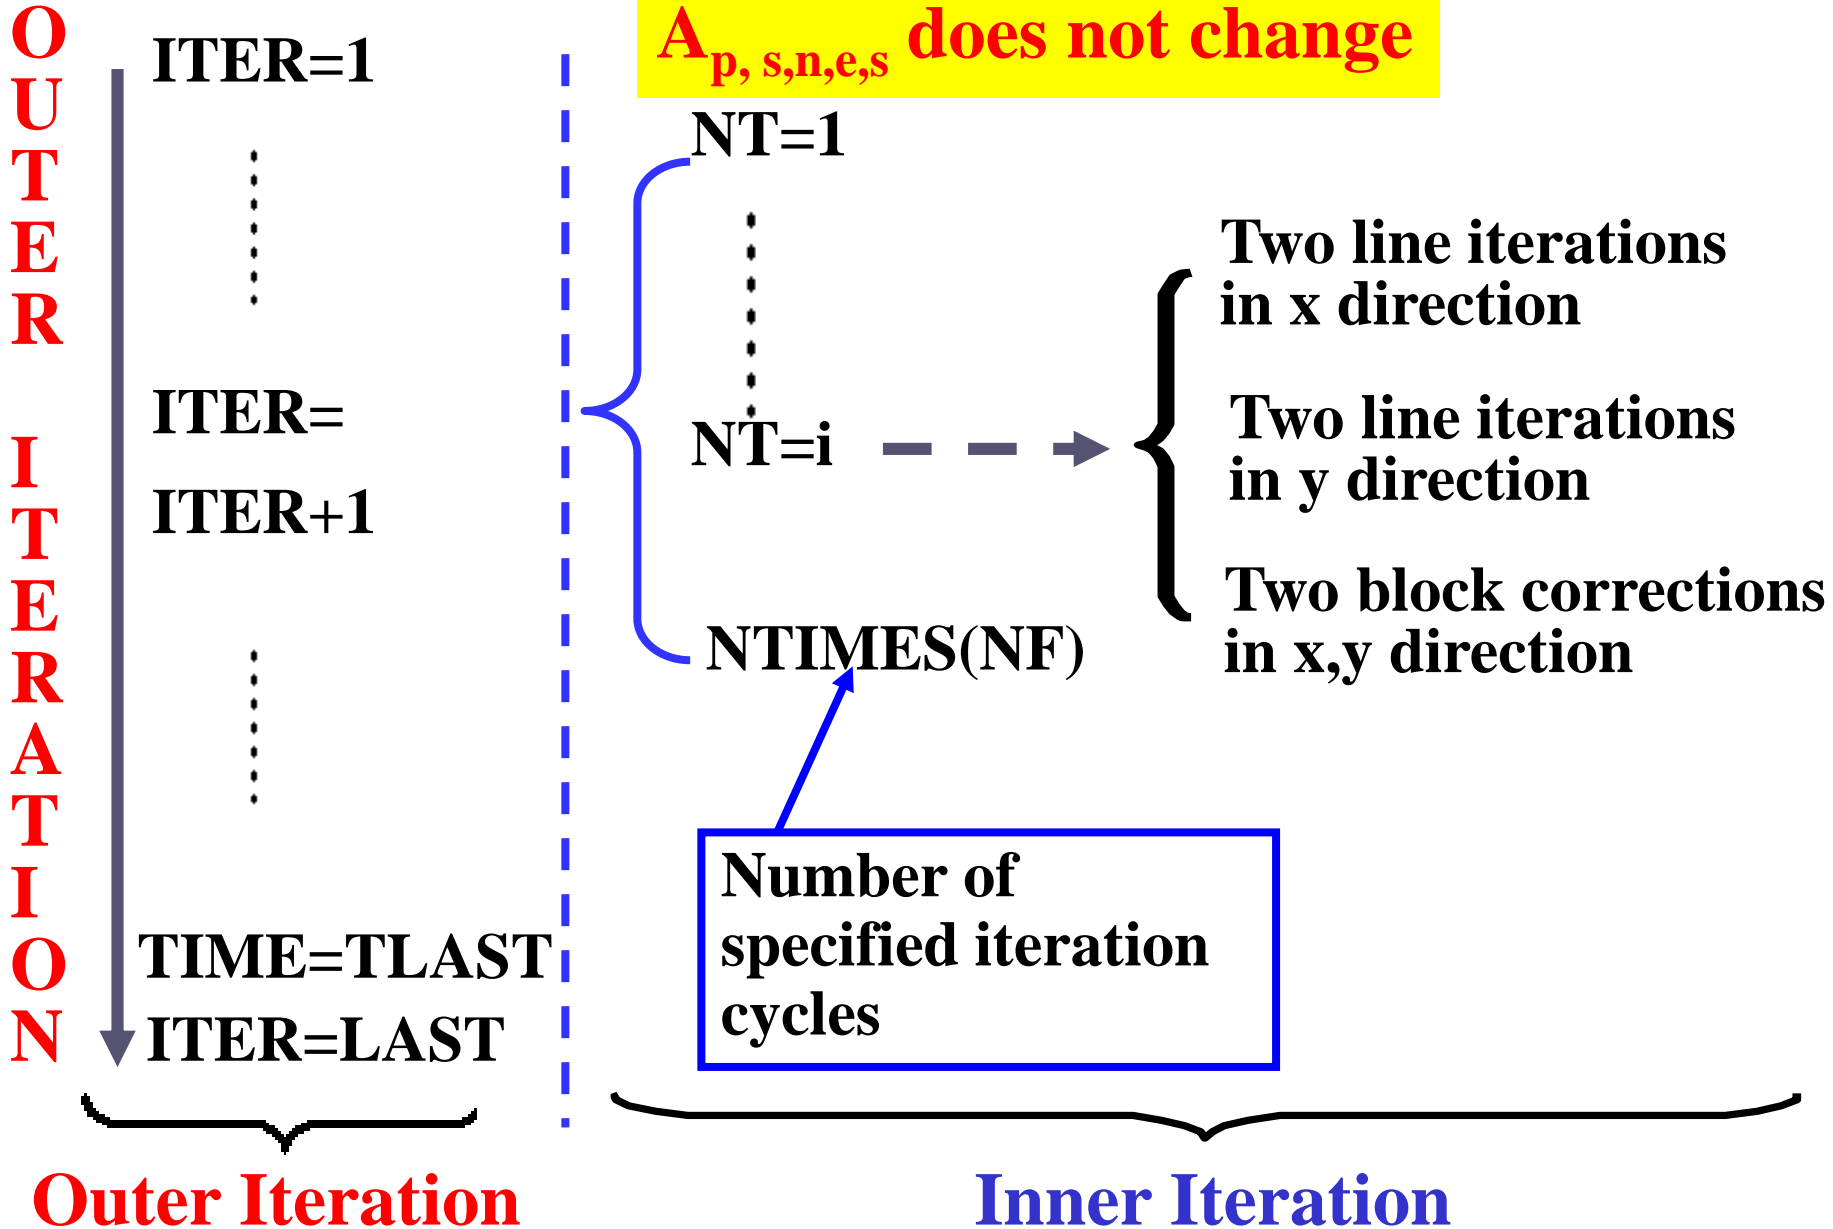 OUTER ITERATION
ITER=1
ITER=
ITER+1
TIME=TLAST
ITER=LAST
Outer Iteration
Ap, s,n,e,s does not change
NT=1
NT=i
NTIMES(NF)
Two line iterations
in x direction
Two line iterations
in y direction
Two block corrections
in x,y direction
Number of
specified iteration
cycles
Inner Iteration